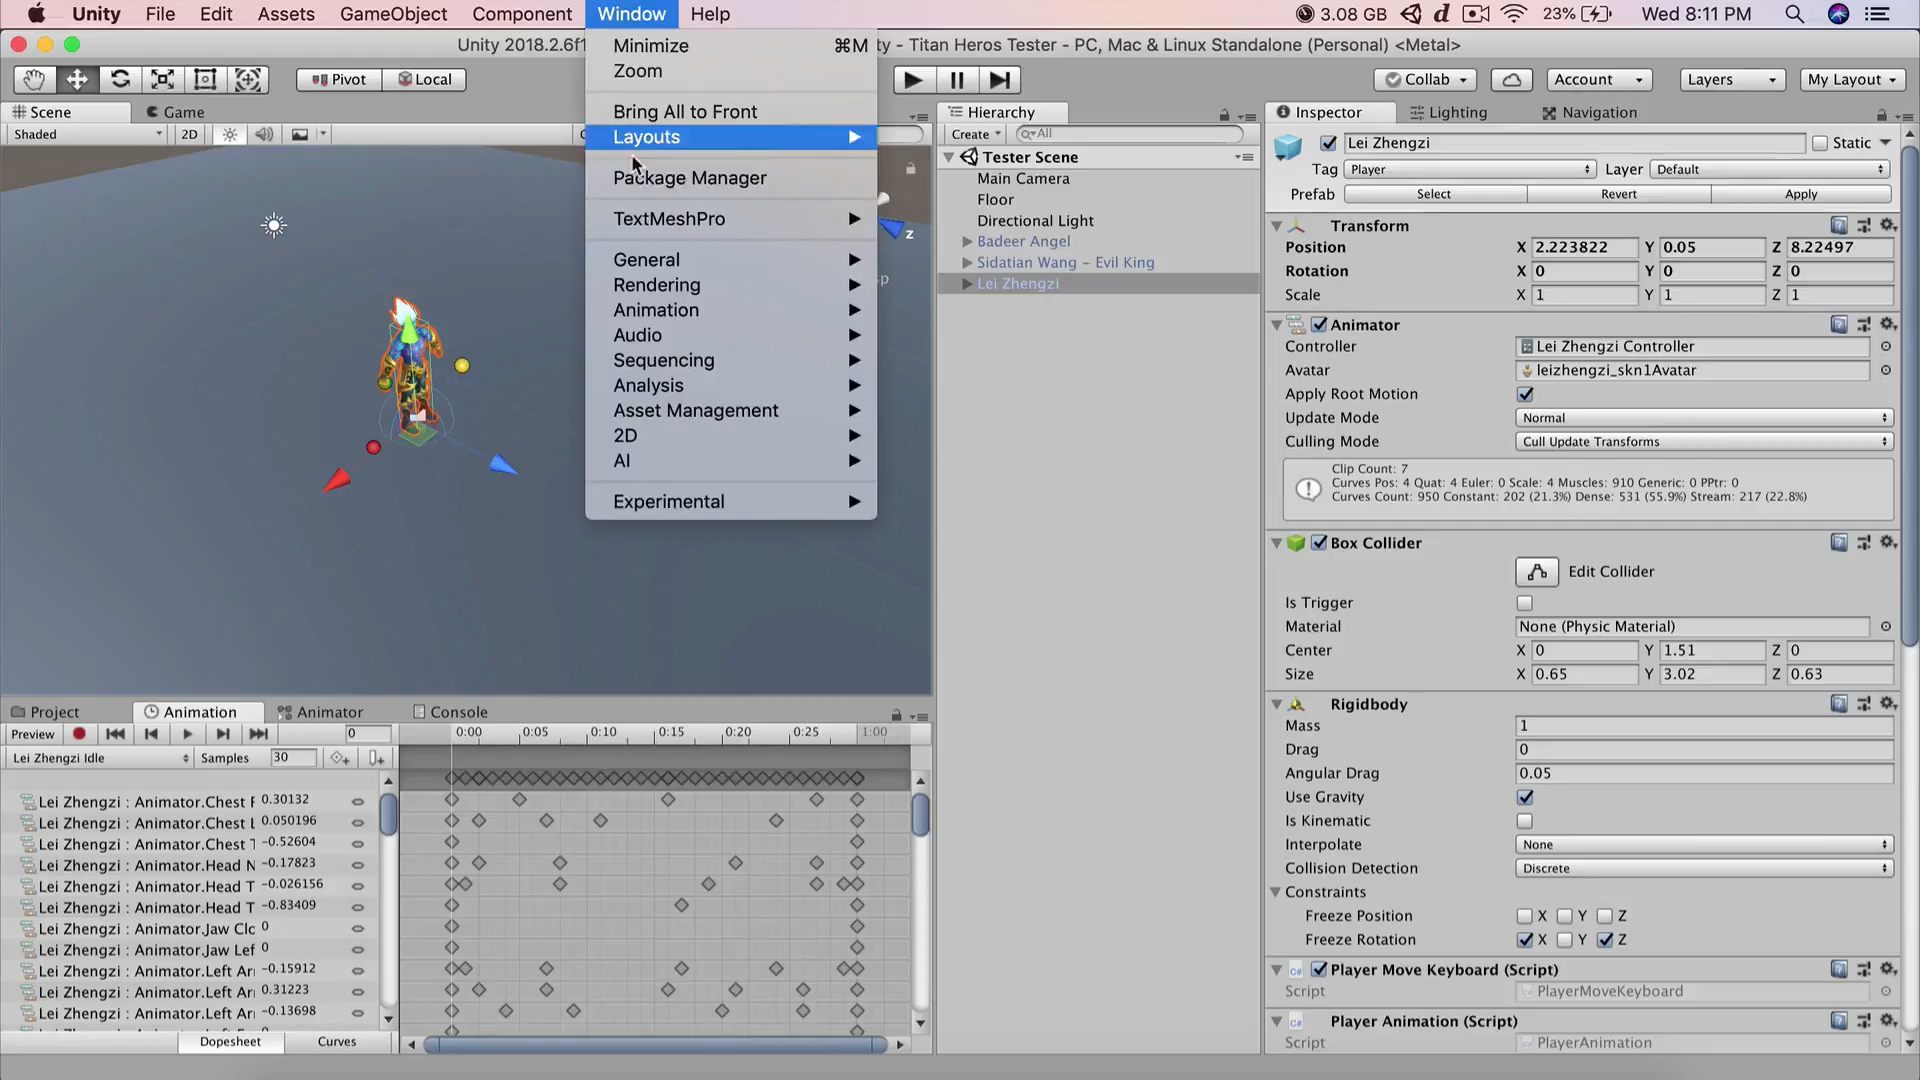 Unity File Edit Assets GameObject Component Window Help 3.08 GB 23% Wed 8:11 PM
Unity 2018.2.6f1 ty - Titan Heros Tester - PC, Mac & Linux Standalone (Personal) <Metal>
Pivot Local Collab Account Layers My Layout
Minimize ⌘M
Zoom
Bring All to Front
Layouts
Package Manager
TextMeshPro
General
Rendering
Animation
Audio
Sequencing
Analysis
Asset Management
2D
AI
Experimental
Scene Game
Shaded 2D
z
Hierarchy
Create All
Tester Scene
Main Camera
Floor
Directional Light
Badeer Angel
Sidatian Wang - Evil King
Lei Zhengzi
Inspector Lighting Navigation
Lei Zhengzi Static
Tag Player Layer Default
Prefab Select Revert Apply
Transform
Position X 2.223822 Y 0.05 Z 8.22497
Rotation X 0 Y 0 Z 0
Scale X 1 Y 1 Z 1
Animator
Controller Lei Zhengzi Controller
Avatar leizhengzi_skn1Avatar
Apply Root Motion
Update Mode Normal
Culling Mode Cull Update Transforms
Clip Count: 7
Curves Pos: 4 Quat: 4 Euler: 0 Scale: 4 Muscles: 910 Generic: 0 PPtr: 0
Curves Count: 950 Constant: 202 (21.3%) Dense: 531 (55.9%) Stream: 217 (22.8%)
Box Collider
Edit Collider
Is Trigger
Material None (Physic Material)
Center X 0 Y 1.51 Z 0
Size X 0.65 Y 3.02 Z 0.63
Rigidbody
Mass 1
Drag 0
Angular Drag 0.05
Use Gravity
Is Kinematic
Interpolate None
Collision Detection Discrete
Constraints
Freeze Position X Y Z
Freeze Rotation X Y Z
Player Move Keyboard (Script)
Script PlayerMoveKeyboard
Player Animation (Script)
Script PlayerAnimation
Project Animation Animator Console
Preview 0 0:00 0:05 0:10 0:15 0:20 0:25 1:00
Lei Zhengzi Idle Samples 30
Lei Zhengzi : Animator.Chest F 0.30132
Lei Zhengzi : Animator.Chest L 0.050196
Lei Zhengzi : Animator.Chest T -0.52604
Lei Zhengzi : Animator.Head N -0.17823
Lei Zhengzi : Animator.Head T -0.026156
Lei Zhengzi : Animator.Head T -0.83409
Lei Zhengzi : Animator.Jaw Clo 0
Lei Zhengzi : Animator.Jaw Lef 0
Lei Zhengzi : Animator.Left Ar -0.15912
Lei Zhengzi : Animator.Left Ar 0.31223
Lei Zhengzi : Animator.Left Ar -0.13698
Dopesheet Curves